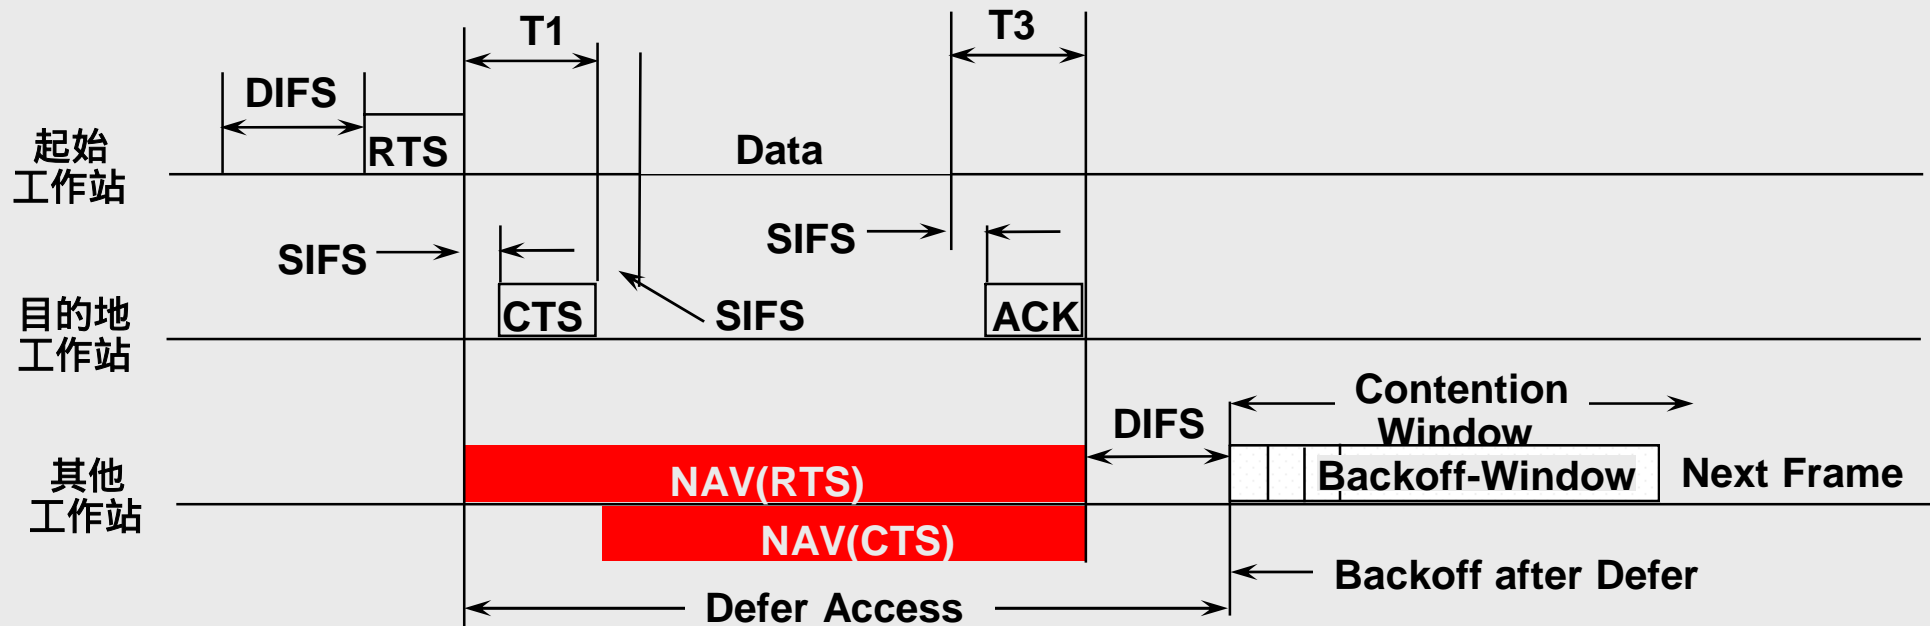 T1
T3
DIFS
起始
工作站
RTS
Data
SIFS
SIFS
目的地
工作站
CTS
SIFS
ACK
Contention
Window
DIFS
其他
工作站
NAV(RTS)
Backoff-Window
Next Frame
NAV(CTS)
Backoff after Defer
Defer Access